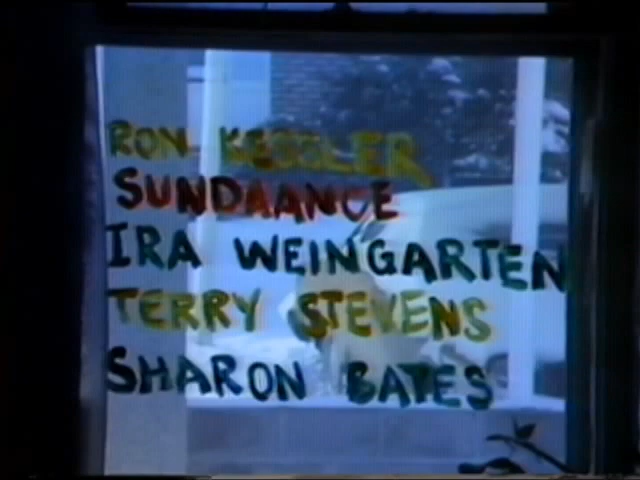 RON KESSLER
SUNDAANCE
IRA WEINGARTEN
TERRY STEVENS
SHARON BATES